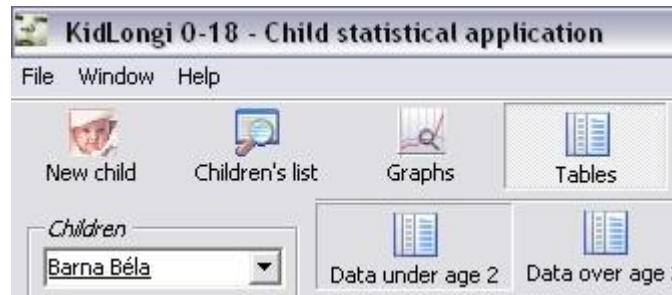 KidLongi 0-18 - Child statistical application
File Window Help
New child Children's list Graphs Tables
Children
Barna Béla
Data under age 2 Data over age